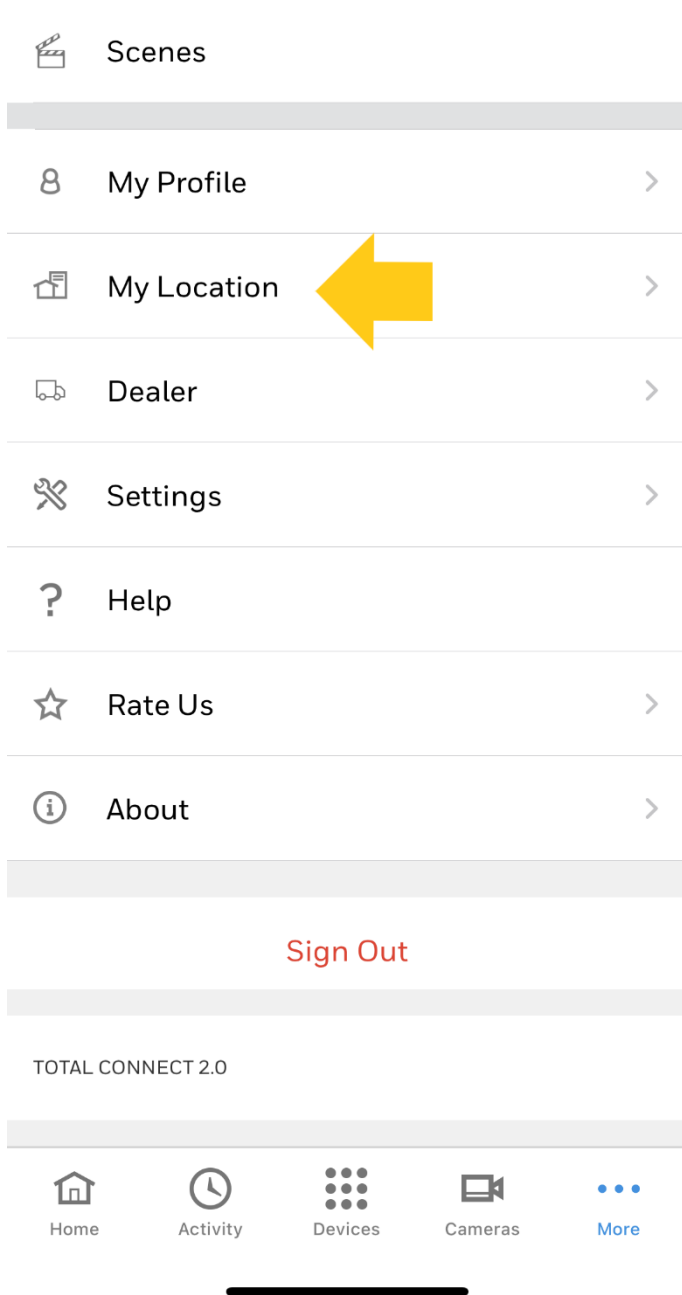 Scenes
My Profile
My Location
Dealer
Settings
Help
Rate Us
About
Sign Out
TOTAL CONNECT 2.0
Home Activity Devices Cameras More